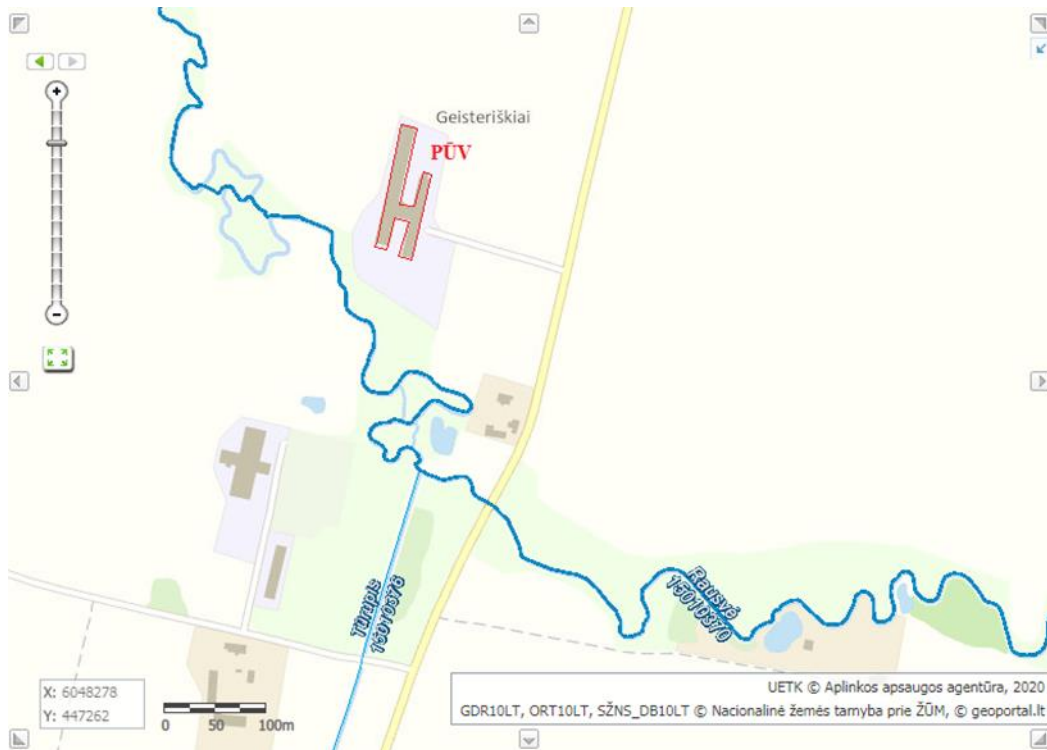 Geisteriškiai
PŪV
Tūrupis
15010376
Rausvė
15010370
X: 6048278
Y: 447262
0 50 100m
UETK © Aplinkos apsaugos agentūra, 2020
GDR10LT, ORT10LT, SŽNS_DB10LT © Nacionalinė žemės tarnyba prie ŽŪM, © geoportal.lt